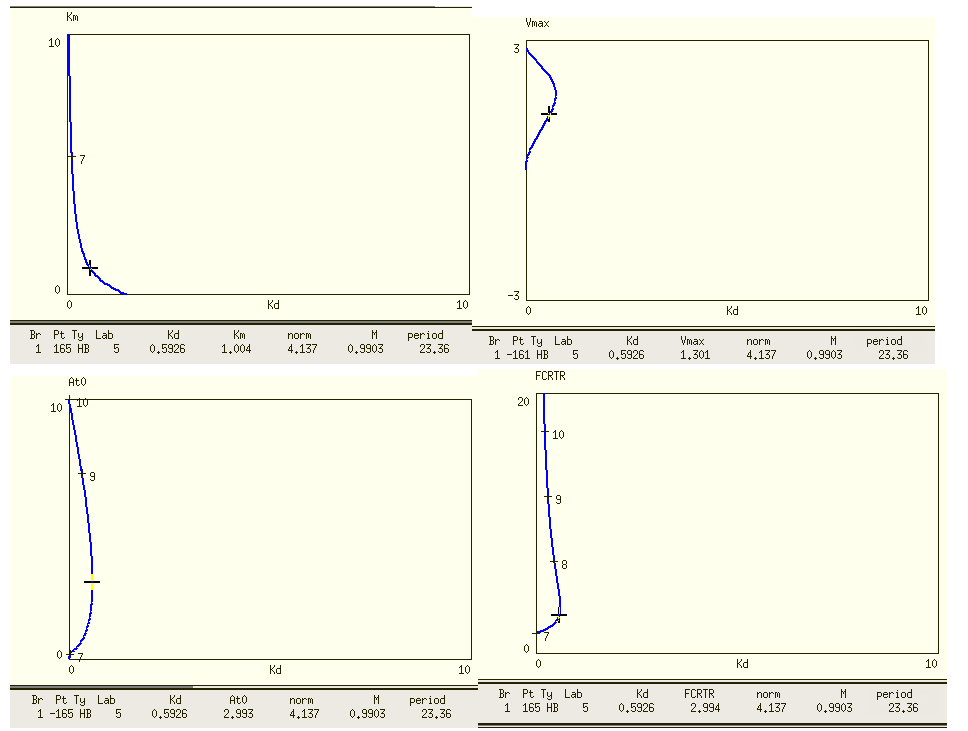 Km
10
7
0
0 Kd 10
Br Pt Ty Lab Kd Km norm M period
1 165 HB 5 0.5926 1.004 4.137 0.9903 23.36
Vmax
3
-3
0 Kd 10
Br Pt Ty Lab Kd Vmax norm M period
1 -161 HB 5 0.5926 1.301 4.137 0.9903 23.36
At0
10 10
9
0 7
0 Kd 10
Br Pt Ty Lab Kd At0 norm M period
1 -165 HB 5 0.5926 2.993 4.137 0.9903 23.36
FCRTR
20
10
9
8
7
0
0 Kd 10
Br Pt Ty Lab Kd FCRTR norm M period
1 165 HB 5 0.5926 2.994 4.137 0.9903 23.36